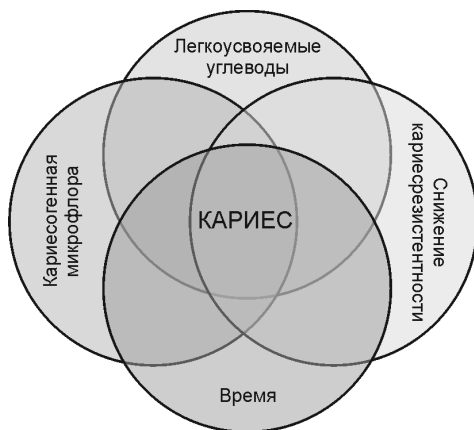 Легкоусвояемые
углеводы
Кариесогенная
микрофлора
КАРИЕС
Снижение
кариесрезистентности
Время